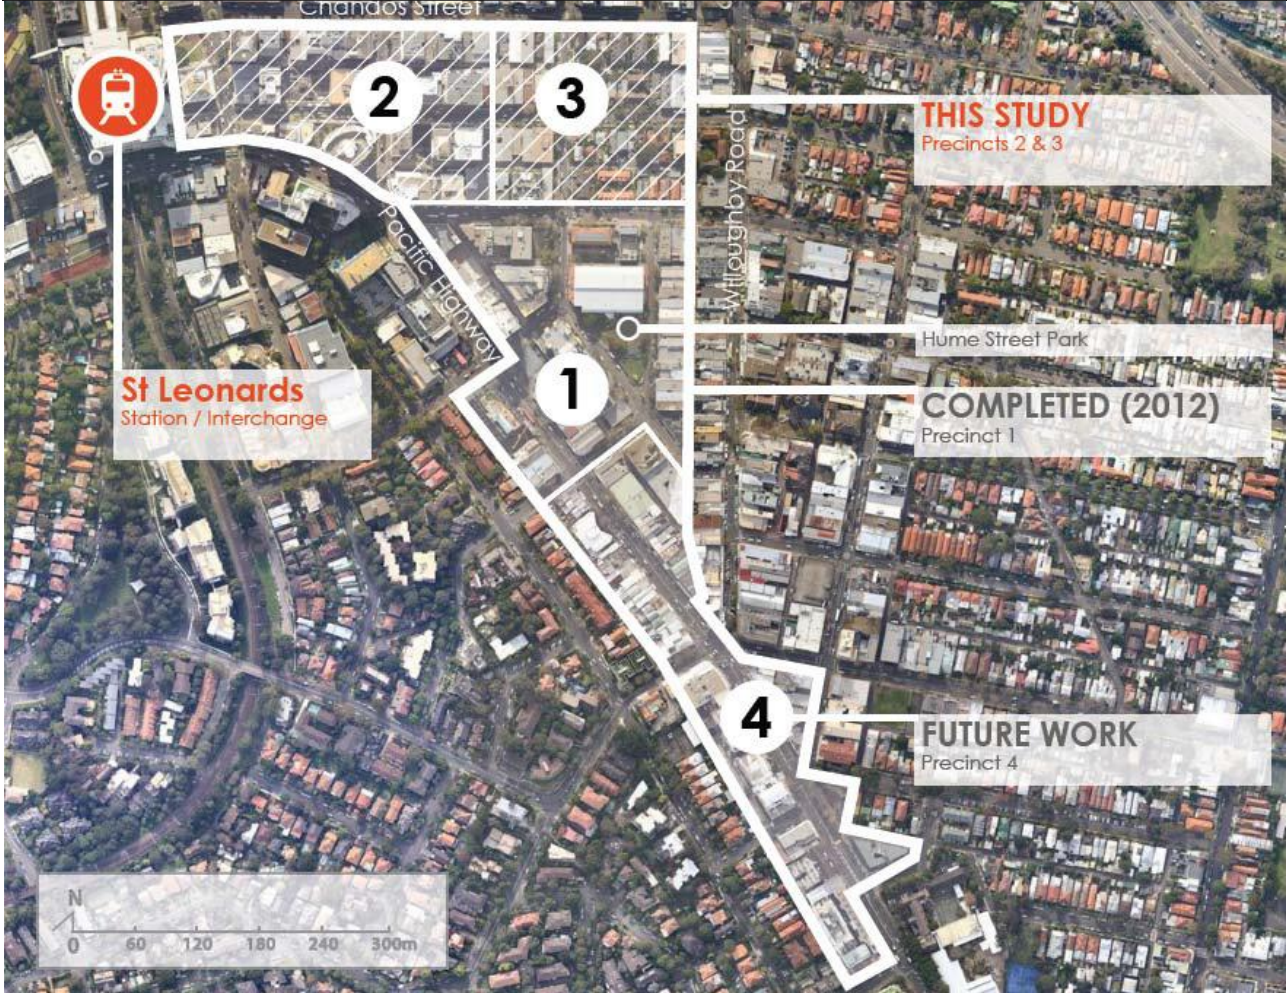 Chandos Street
2
3
THIS STUDY
Precincts 2 & 3
Willoughby Road
Pacific Highway
Hume Street Park
1
St Leonards
Station / Interchange
COMPLETED (2012)
Precinct 1
4
FUTURE WORK
Precinct 4
N
0 60 120 180 240 300m